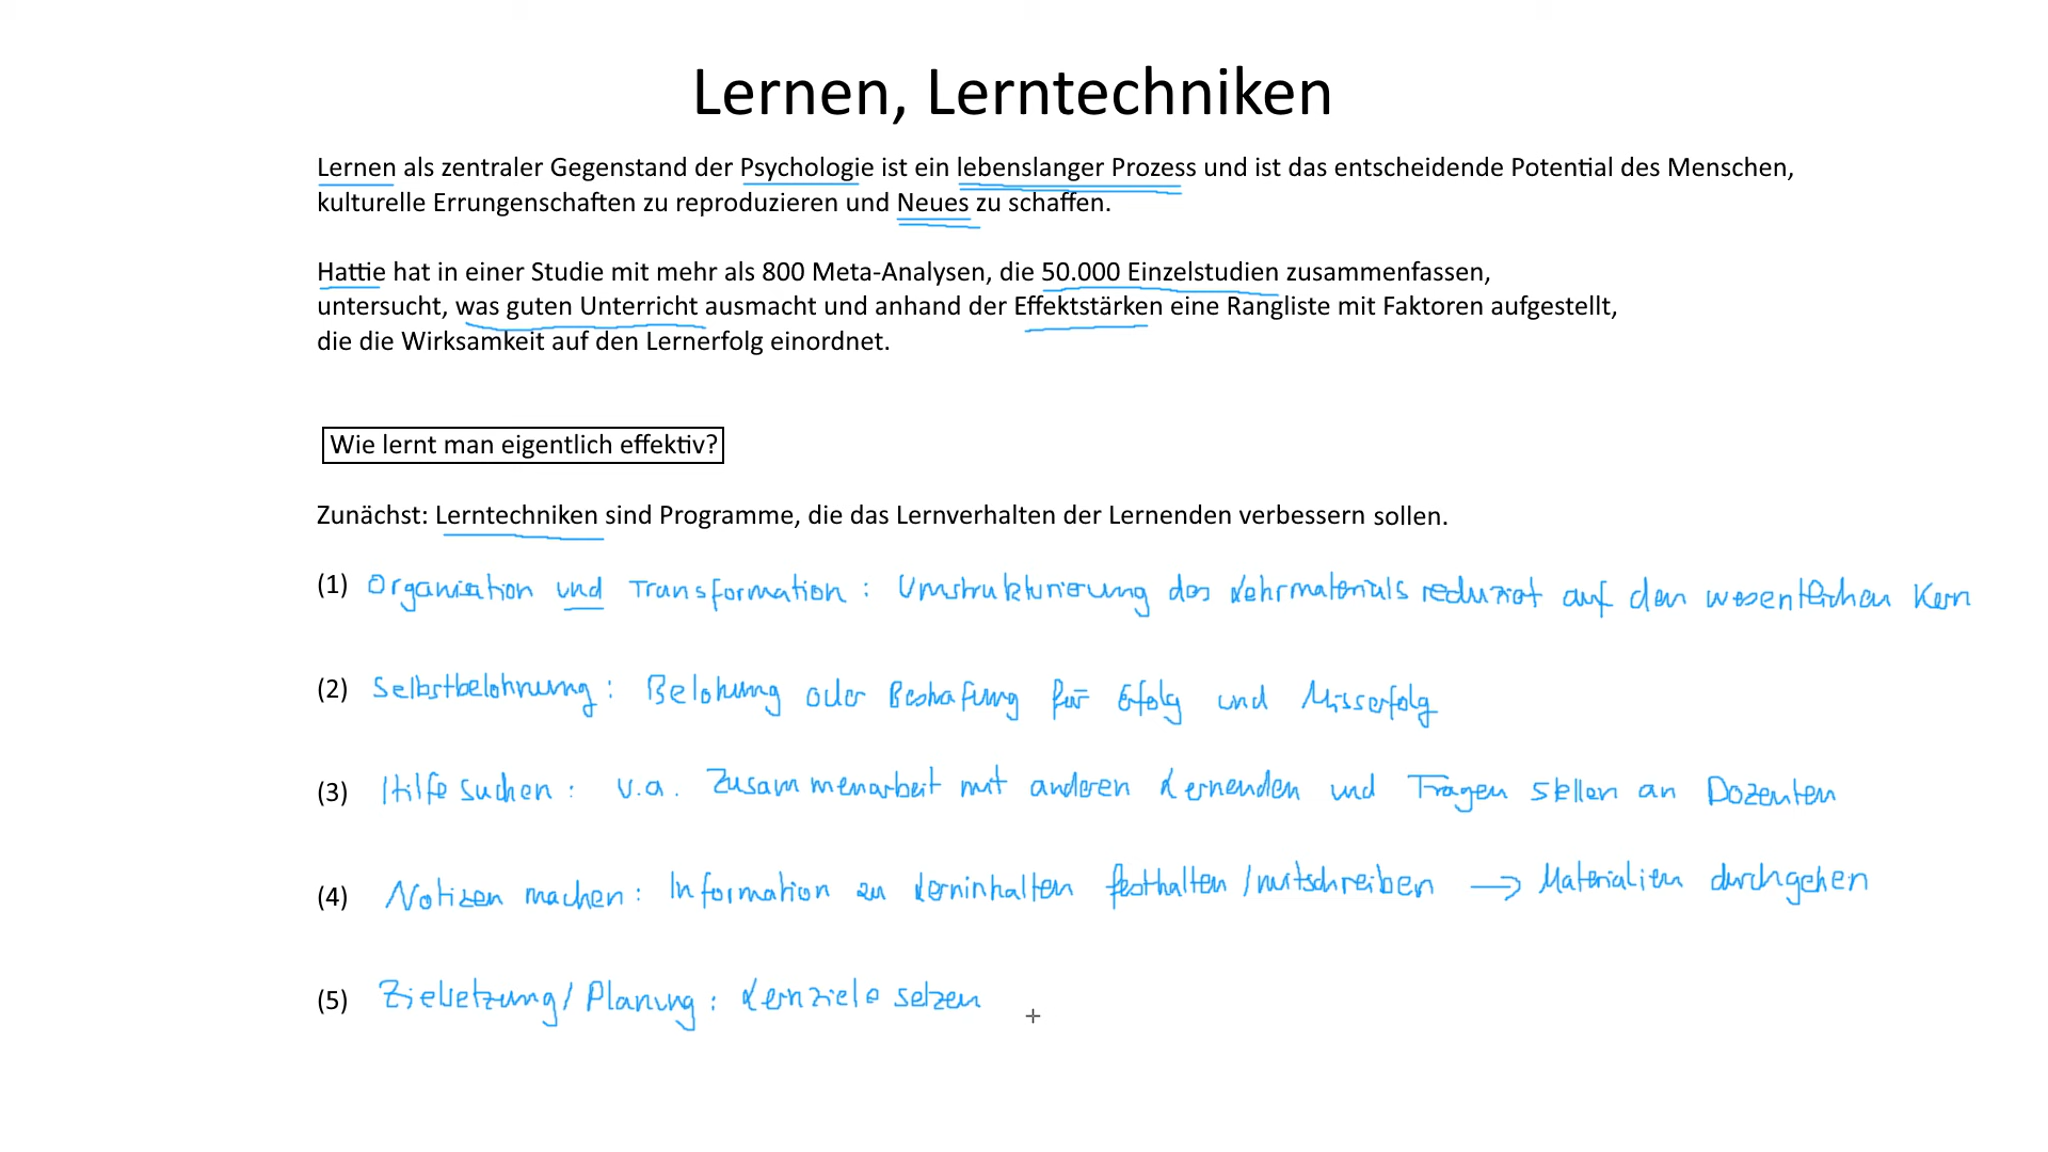 Lernen, Lerntechniken
Lernen als zentraler Gegenstand der Psychologie ist ein lebenslanger Prozess und ist das entscheidende Potential des Menschen,
kulturelle Errungenschaften zu reproduzieren und Neues zu schaffen.
Hattie hat in einer Studie mit mehr als 800 Meta-Analysen, die 50.000 Einzelstudien zusammenfassen,
untersucht, was guten Unterricht ausmacht und anhand der Effektstärken eine Rangliste mit Faktoren aufgestellt,
die die Wirksamkeit auf den Lernerfolg einordnet.
Wie lernt man eigentlich effektiv?
Zunächst: Lerntechniken sind Programme, die das Lernverhalten der Lernenden verbessern sollen.
(1) Organisation und Transformation: Umstrukturierung des Lehrmaterials reduziert auf den wesentlichen Kern
(2) Selbstbelohnung: Belohung oder Bestrafung für Erfolg und Misserfolg
(3) Hilfe suchen: v.a. Zusammenarbeit mit anderen Lernenden und Fragen stellen an Dozenten
(4) Notizen machen: Information zu Lerninhalten festhalten/mitschreiben → Materialien durchgehen
(5) Zielsetzung/Planung: Lernziele setzen